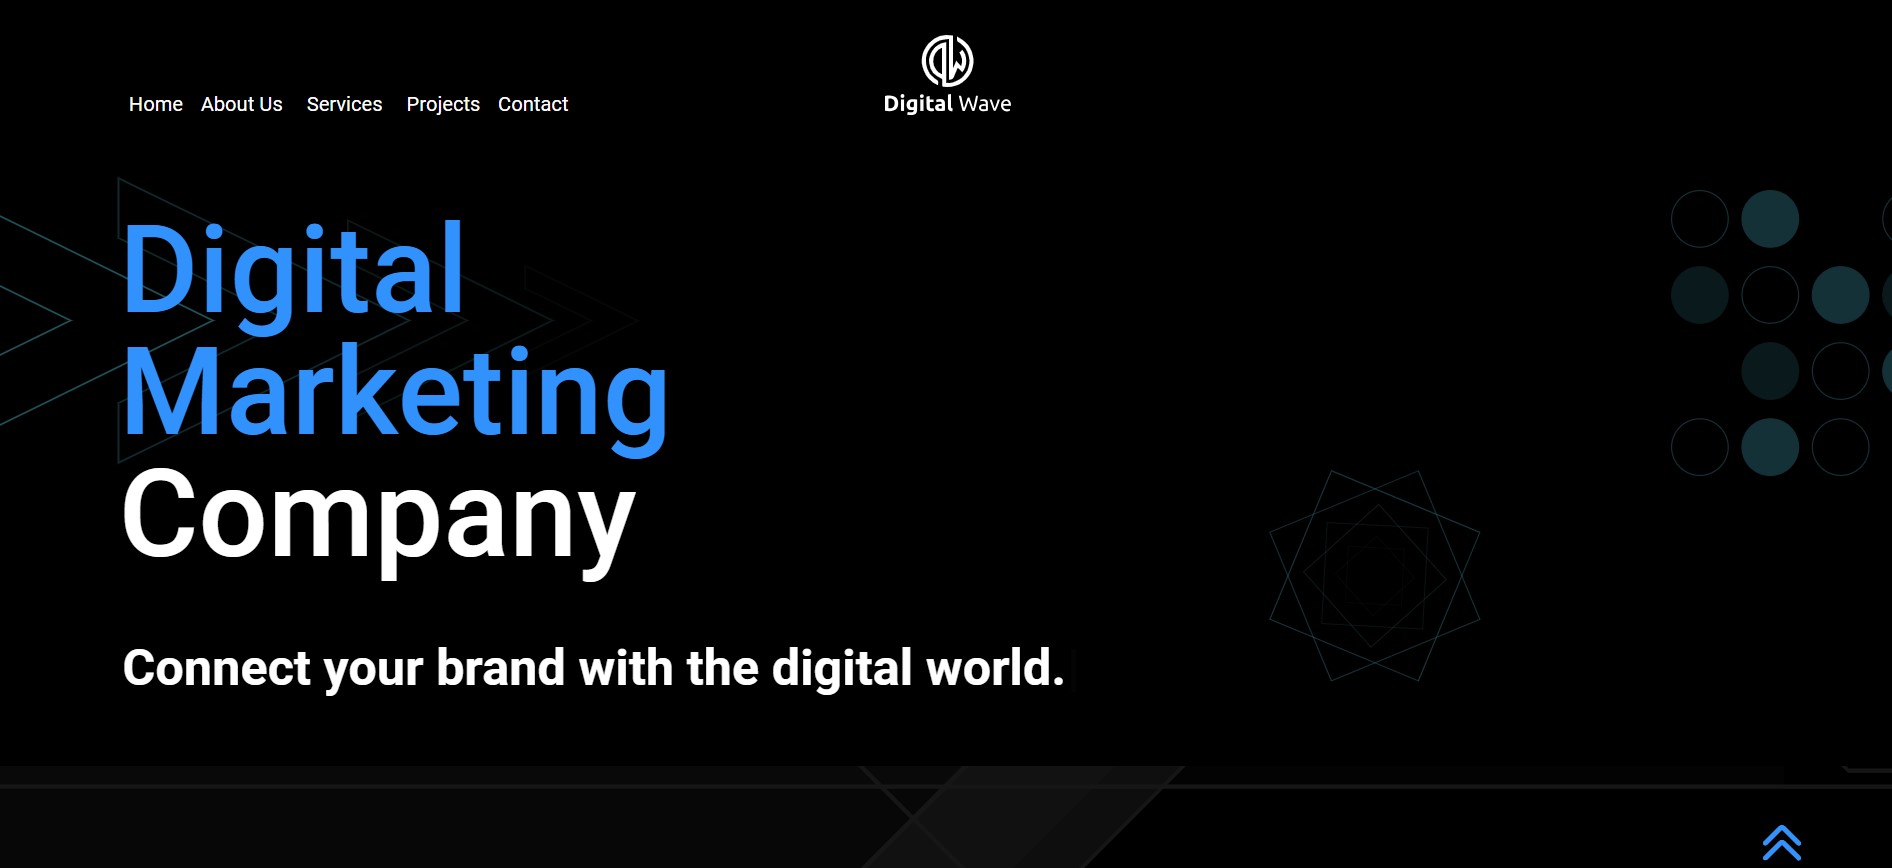 Home About Us Services Projects Contact
Digital Wave
Digital
Marketing
Company
Connect your brand with the digital world.